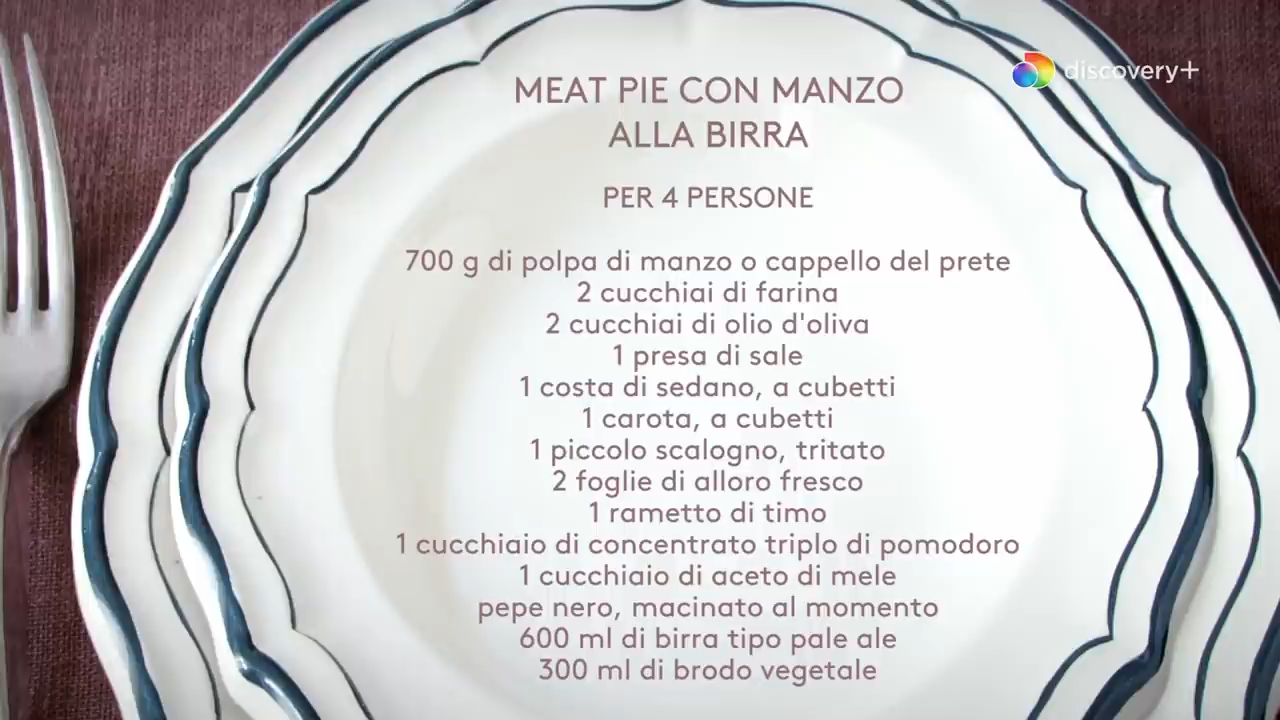 discovery+
MEAT PIE CON MANZO
ALLA BIRRA
PER 4 PERSONE
700 g di polpa di manzo o cappello del prete
2 cucchiai di farina
2 cucchiai di olio d'oliva
1 presa di sale
1 costa di sedano, a cubetti
1 carota, a cubetti
1 piccolo scalogno, tritato
2 foglie di alloro fresco
1 rametto di timo
1 cucchiaio di concentrato triplo di pomodoro
1 cucchiaio di aceto di mele
pepe nero, macinato al momento
600 ml di birra tipo pale ale
300 ml di brodo vegetale